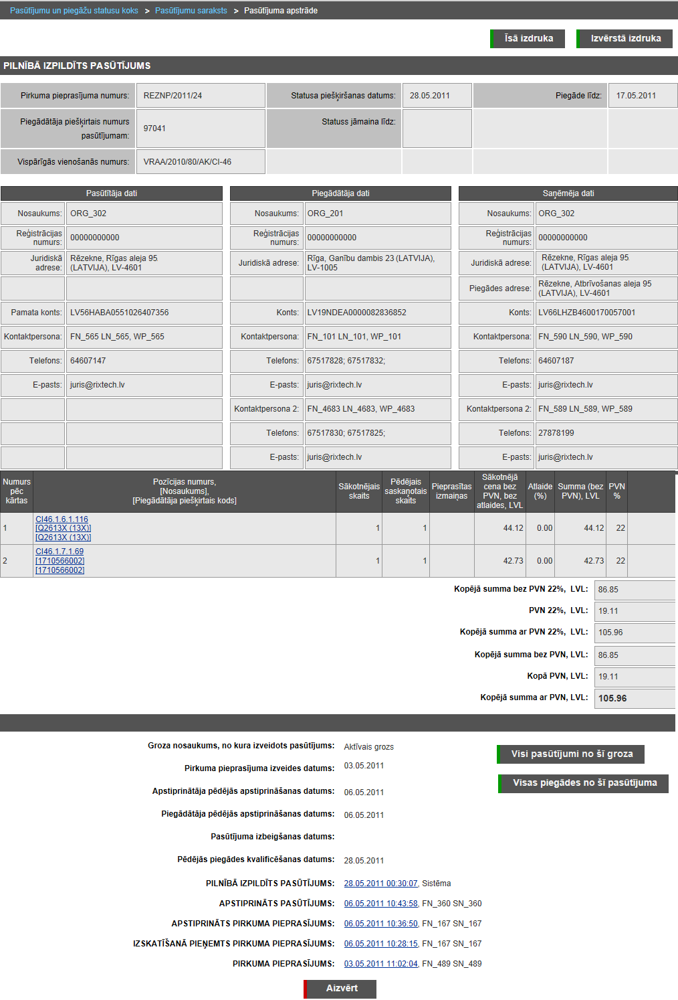 Pasūtījumu un piegāžu statusu koks > Pasūtījumu saraksts > Pasūtījuma apstrāde
Īsā izdruka
Izvērstā izdruka
PILNĪBĀ IZPILDĪTS PASŪTĪJUMS
Pirkuma pieprasījuma numurs: REZNP/2011/24 Statusa piešķiršanas datums: 28.05.2011 Piegāde līdz: 17.05.2011
Piegādātāja piešķirtais numurs
pasūtījumam:
97041
Statuss jāmaina līdz:
Vispārīgās vienošanās numurs: VRAA/2010/80/AK/CI-46
Pasūtītāja dati
Nosaukums: ORG_302
Reģistrācijas
numurs:
00000000000
Juridiskā
adrese:
Rēzekne, Rīgas aleja 95
(LATVIJA), LV-4601
Pamata konts: LV56HABA0551026407356
Kontaktpersona: FN_565 LN_565, WP_565
Telefons: 64607147
E-pasts: juris@rixtech.lv
Piegādātāja dati
Nosaukums: ORG_201
Reģistrācijas
numurs:
00000000000
Juridiskā adrese:
Rīga, Ganību dambis 23 (LATVIJA),
LV-1005
Konts: LV19NDEA0000082836852
Kontaktpersona: FN_101 LN_101, WP_101
Telefons: 67517828; 67517832;
E-pasts: juris@rixtech.lv
Kontaktpersona 2: FN_4683 LN_4683, WP_4683
Telefons: 67517830; 67517825;
E-pasts: juris@rixtech.lv
Saņēmēja dati
Nosaukums: ORG_302
Reģistrācijas
numurs:
00000000000
Juridiskā adrese:
Rēzekne, Rīgas aleja 95
(LATVIJA), LV-4601
Piegādes adrese:
Rēzekne, Atbrīvošanas aleja 95
(LATVIJA), LV-4601
Konts: LV66LHZB4600170057001
Kontaktpersona: FN_590 LN_590, WP_590
Telefons: 64607187
E-pasts: juris@rixtech.lv
Kontaktpersona 2: FN_589 LN_589, WP_589
Telefons: 27878199
E-pasts: juris@rixtech.lv
Numurs
pēc
kārtas
Pozīcijas numurs,
[Nosaukums],
[Piegādātāja piešķirtais kods]
Sākotnējais
skaits
Pēdējais
saskaņotais
skaits
Pieprasītas
izmaiņas
Sākotnējā
cena bez
PVN, bez
atlaides, LVL
Atlaide
(%)
Summa (bez
PVN), LVL
PVN
%
1
CI46.1.6.1.116
[Q2613X (13X)]
[Q2613X (13X)]
1 1 44.12 0.00 44.12 22
2
CI46.1.7.1.69
[1710566002]
[1710566002]
1 1 42.73 0.00 42.73 22
Kopējā summa bez PVN 22%, LVL: 86.85
PVN 22%, LVL: 19.11
Kopējā summa ar PVN 22%, LVL: 105.96
Kopējā summa bez PVN, LVL: 86.85
Kopā PVN, LVL: 19.11
Kopējā summa ar PVN, LVL: 105.96
Groza nosaukums, no kura izveidots pasūtījums: Aktīvais grozs
Visi pasūtījumi no šī groza
Pirkuma pieprasījuma izveides datums: 03.05.2011
Visas piegādes no šī pasūtījuma
Apstiprinātāja pēdējās apstiprināšanas datums: 06.05.2011
Piegādātāja pēdējās apstiprināšanas datums: 06.05.2011
Pasūtījuma izbeigšanas datums:
Pēdējās piegādes kvalificēšanas datums: 28.05.2011
PILNĪBĀ IZPILDĪTS PASŪTĪJUMS: 28.05.2011 00:30:07, Sistēma
APSTIPRINĀTS PASŪTĪJUMS: 06.05.2011 10:43:58, FN_360 SN_360
APSTIPRINĀTS PIRKUMA PIEPRASĪJUMS: 06.05.2011 10:36:50, FN_167 SN_167
IZSKATĪŠANĀ PIEŅEMTS PIRKUMA PIEPRASĪJUMS: 06.05.2011 10:28:15, FN_167 SN_167
PIRKUMA PIEPRASĪJUMS: 03.05.2011 11:02:04, FN_489 SN_489
Aizvērt